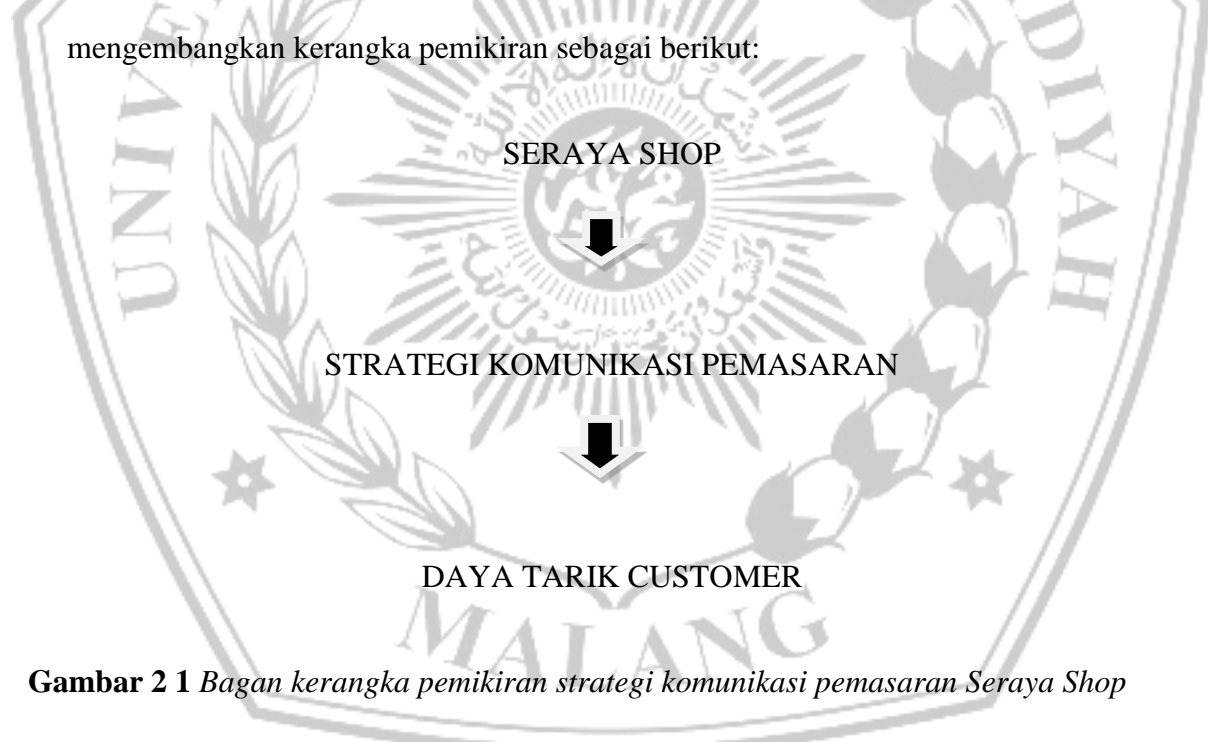 mengembangkan kerangka pemikiran sebagai berikut:
SERAYA SHOP
STRATEGI KOMUNIKASI PEMASARAN
DAYA TARIK CUSTOMER
MALANG
Gambar 2 1 Bagan kerangka pemikiran strategi komunikasi pemasaran Seraya Shop